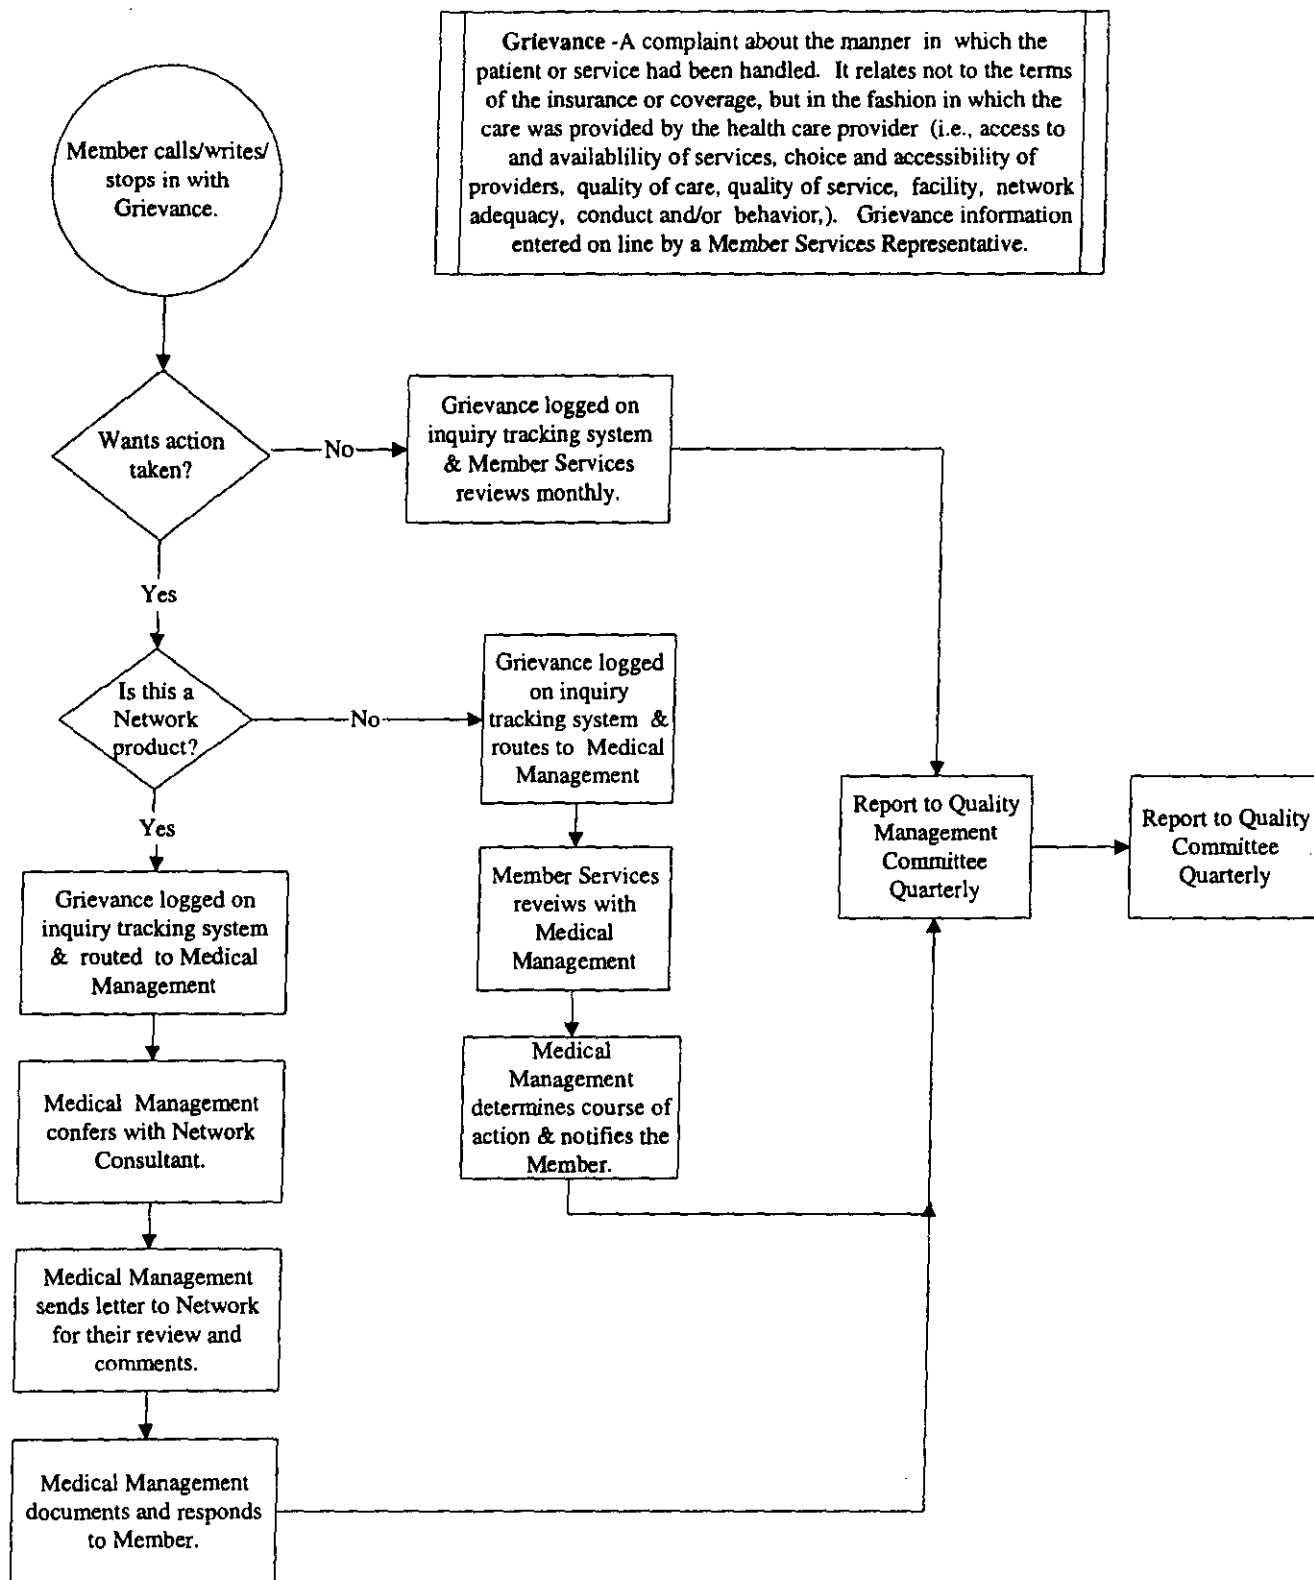 Grievance -A complaint about the manner in which the
patient or service had been handled. It relates not to the terms
of the insurance or coverage, but in the fashion in which the
care was provided by the health care provider (i.e., access to
and availablility of services, choice and accessibility of
providers, quality of care, quality of service, facility, network
adequacy, conduct and/or behavior,). Grievance information
entered on line by a Member Services Representative.
Member calls/writes/
stops in with
Grievance.
Wants action
taken?
No
Grievance logged on
inquiry tracking system
& Member Services
reviews monthly.
Yes
Is this a
Network
product?
No
Grievance logged
on inquiry
tracking system &
routes to Medical
Management
Yes
Member Services
reveiws with
Medical
Management
Medical
Management
determines course of
action & notifies the
Member.
Grievance logged on
inquiry tracking system
& routed to Medical
Management
Medical Management
confers with Network
Consultant.
Medical Management
sends letter to Network
for their review and
comments.
Medical Management
documents and responds
to Member.
Report to Quality
Management
Committee
Quarterly
Report to Quality
Committee
Quarterly